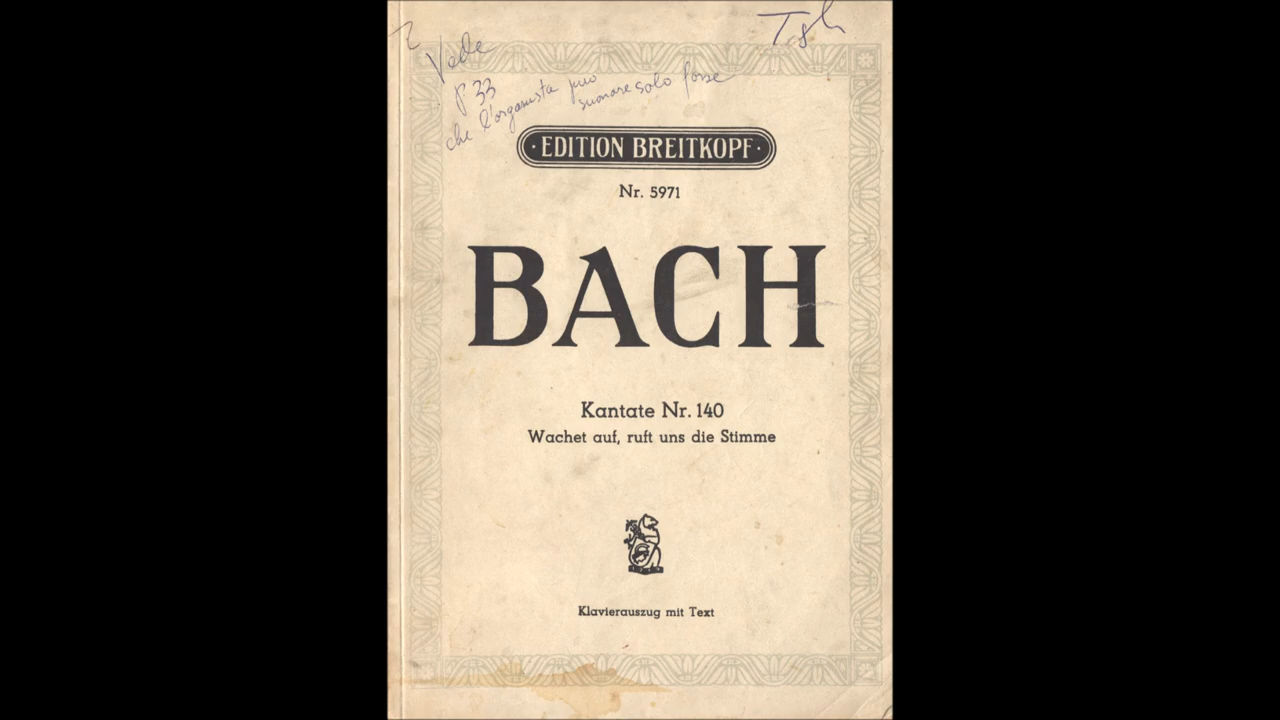 Vede
p. 33
che l'organista può
suonare solo forse
· EDITION BREITKOPF ·
Nr. 5971
BACH
Kantate Nr. 140
Wachet auf, ruft uns die Stimme
Klavierauszug mit Text